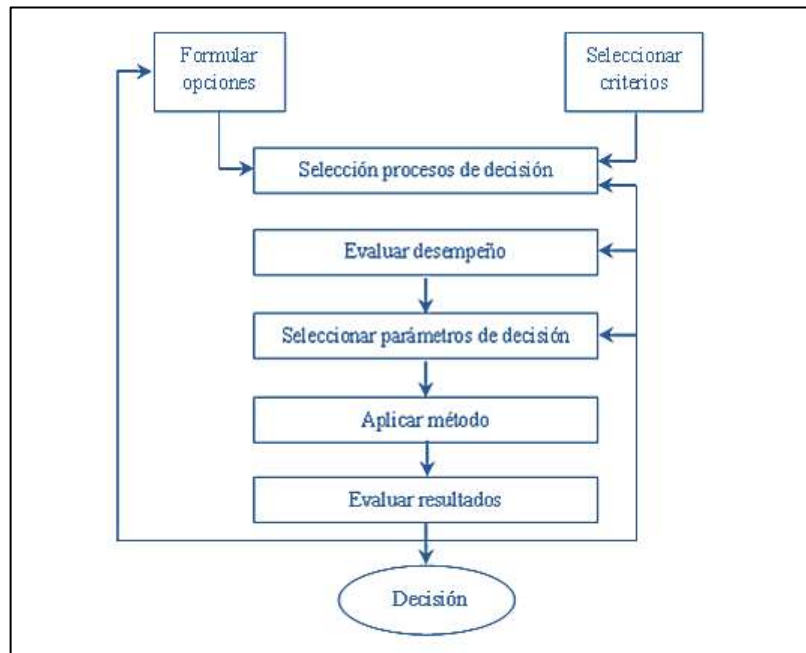 Formular
opciones
Seleccionar
criterios
Selección procesos de decisión
Evaluar desempeño
Seleccionar parámetros de decisión
Aplicar método
Evaluar resultados
Decisión